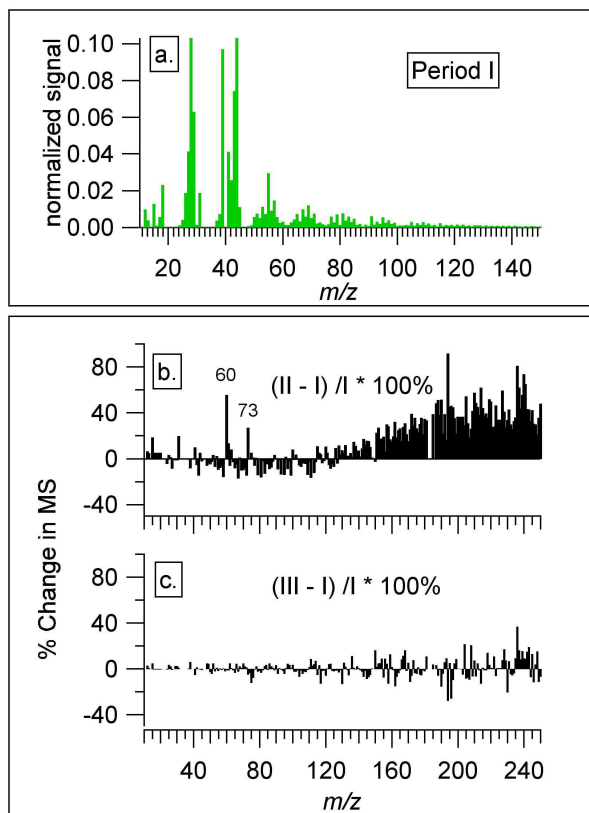 a.
Period I
normalized signal
0.10
0.08
0.06
0.04
0.02
0.00
20 40 60 80 100 120 140
m/z
b.
60
73
(II - I) /I * 100%
80
40
0
-40
% Change in MS
c.
(III - I) /I * 100%
80
40
0
-40
40 80 120 160 200 240
m/z